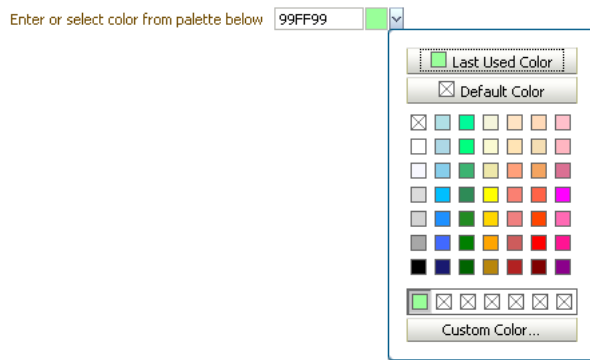 Enter or select color from palette below 99FF99
Last Used Color
Default Color
Custom Color...